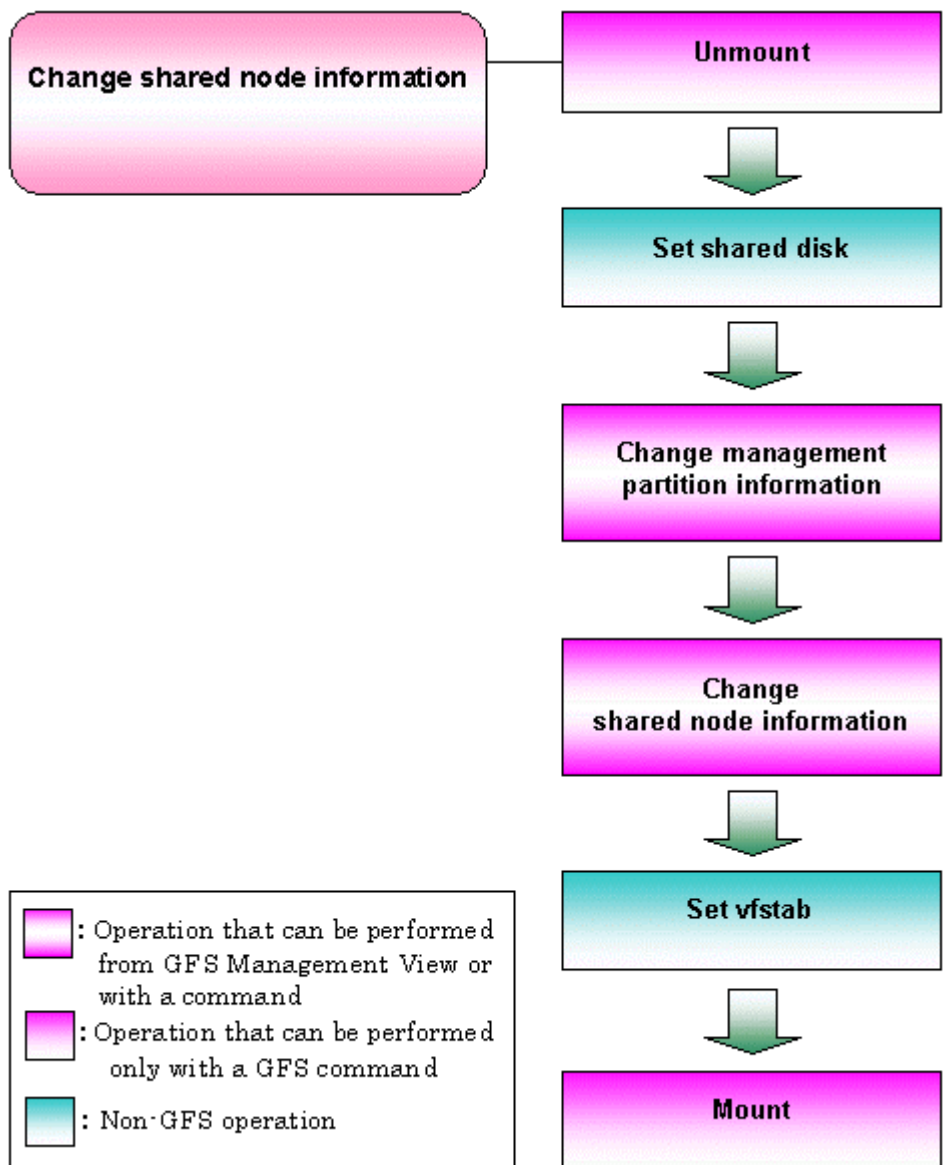 Change shared node information
Unmount
Set shared disk
Change management
partition information
Change
shared node information
Set vfstab
Mount
: Operation that can be performed
from GFS Management View or
with a command
: Operation that can be performed
only with a GFS command
: Non-GFS operation